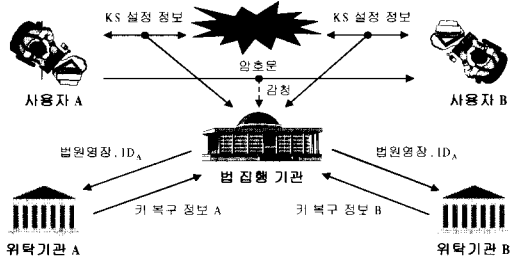 KS 설정 정보
KS 설정 정보
암호문
사용자 A
감청
사용자 B
법원영장, ID_A
법원영장, ID_A
법 집행 기관
키 복구 정보 A
키 복구 정보 B
위탁기관 A
위탁기관 B